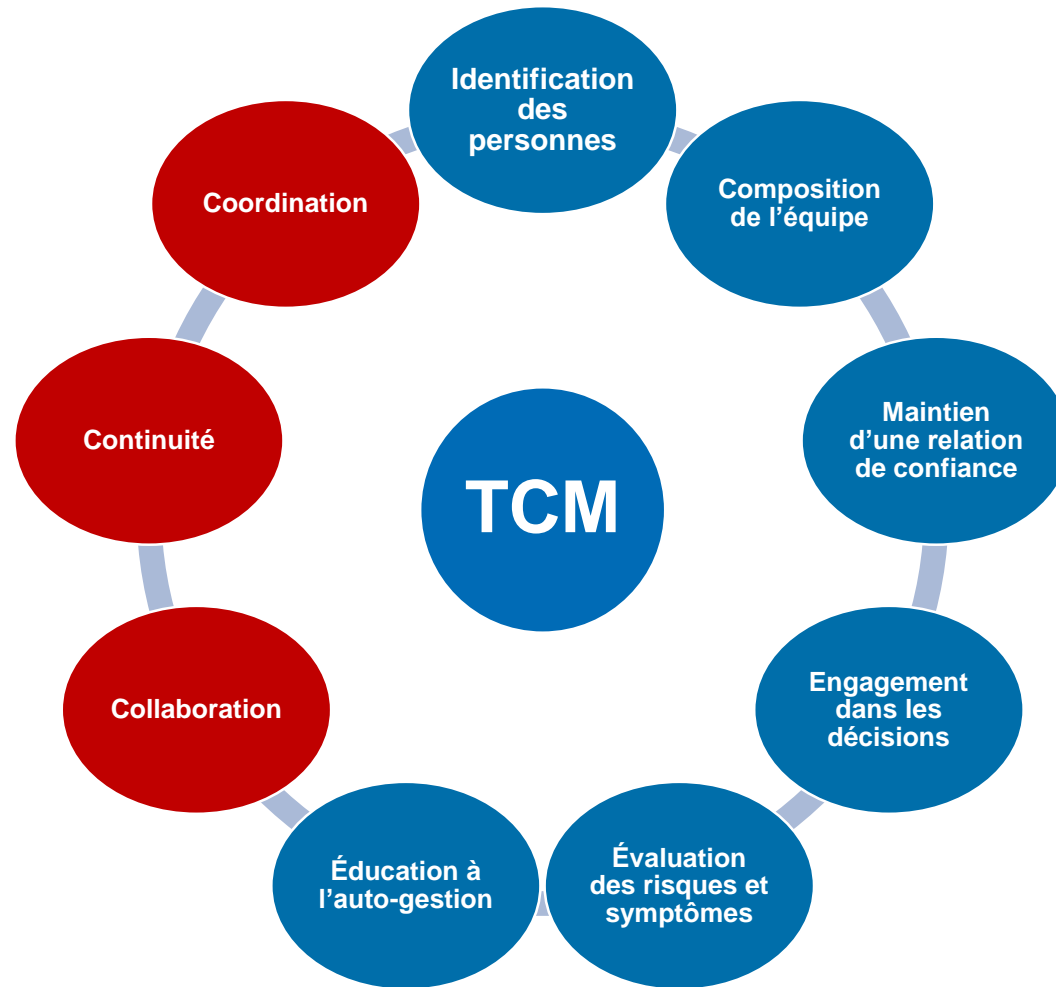 Identification
des
personnes
Composition
de l’équipe
Maintien
d’une relation
de confiance
Engagement
dans les
décisions
Évaluation
des risques et
symptômes
Éducation à
l’auto-gestion
Collaboration
Continuité
Coordination
TCM